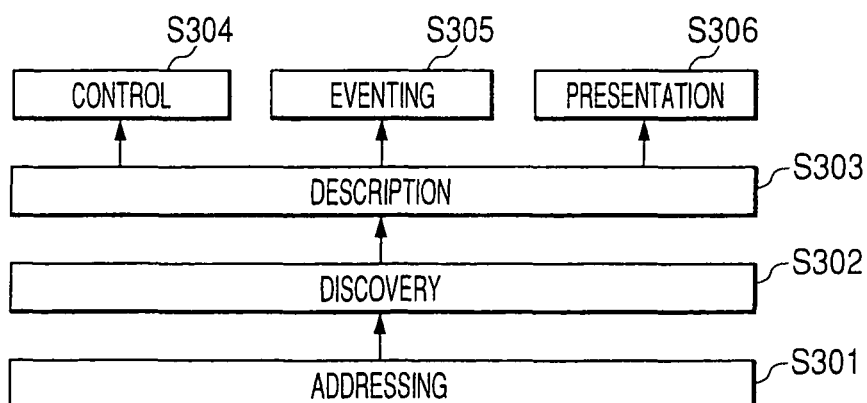 S304 S305 S306
CONTROL EVENTING PRESENTATION
S303
DESCRIPTION
S302
DISCOVERY
S301
ADDRESSING